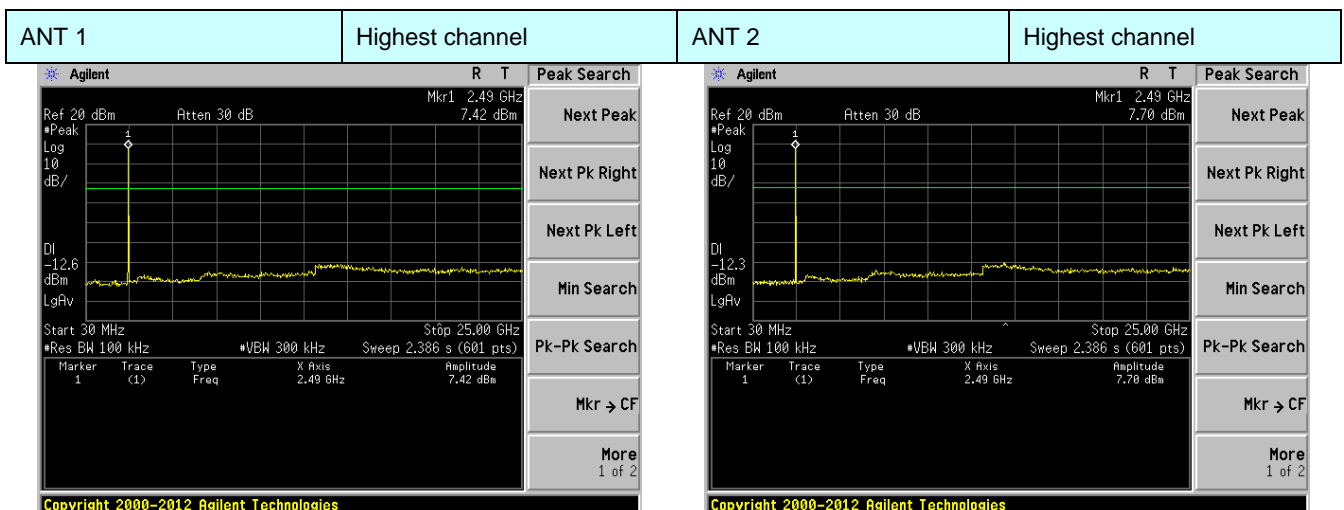 ANT 1 Highest channel ANT 2 Highest channel
Agilent R T Peak Search
Mkr1 2.49 GHz
Ref 20 dBm Atten 30 dB 7.42 dBm
#Peak
Log
10
dB/
1
DI
-12.6
dBm
LgAv
Start 30 MHz Stop 25.00 GHz
#Res BW 100 kHz #VBW 300 kHz Sweep 2.386 s (601 pts)
Marker Trace Type X Axis Amplitude
1 (1) Freq 2.49 GHz 7.42 dBm
Next Peak
Next Pk Right
Next Pk Left
Min Search
Pk-Pk Search
Mkr → CF
More
1 of 2
Copyright 2000-2012 Agilent Technologies
Agilent R T Peak Search
Mkr1 2.49 GHz
Ref 20 dBm Atten 30 dB 7.70 dBm
#Peak
Log
10
dB/
1
DI
-12.3
dBm
LgAv
Start 30 MHz Stop 25.00 GHz
#Res BW 100 kHz #VBW 300 kHz Sweep 2.386 s (601 pts)
Marker Trace Type X Axis Amplitude
1 (1) Freq 2.49 GHz 7.70 dBm
Next Peak
Next Pk Right
Next Pk Left
Min Search
Pk-Pk Search
Mkr → CF
More
1 of 2
Copyright 2000-2012 Agilent Technologies